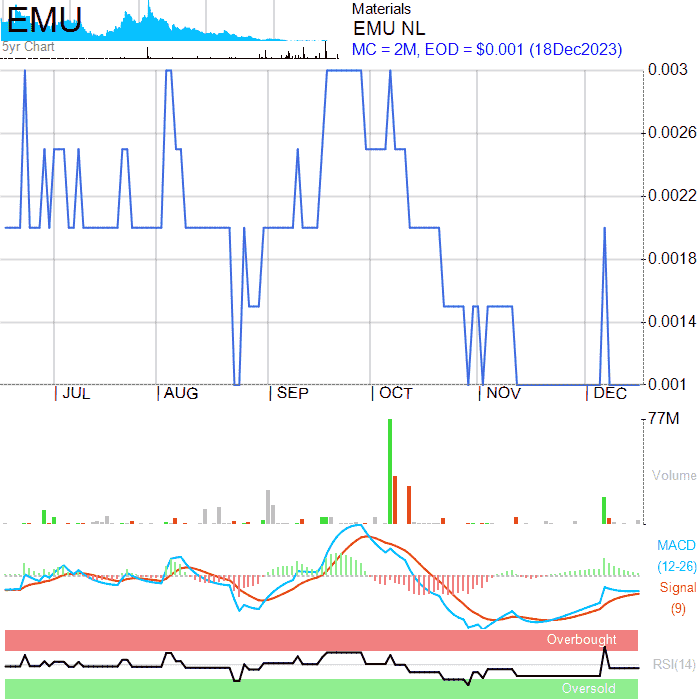 EMU
5yr Chart
Materials
EMU NL
MC = 2M, EOD = $0.001 (18Dec2023)
0.003
0.0026
0.0022
0.0018
0.0014
0.001
JUL
AUG
SEP
OCT
NOV
DEC
77M
Volume
MACD
(12-26)
Signal
(9)
Overbought
RSI(14)
Oversold